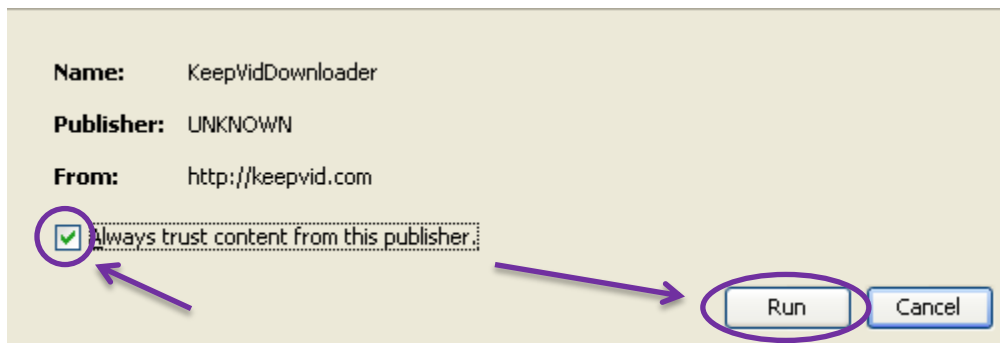 Name: KeepVidDownloader
Publisher: UNKNOWN
From: http://keepvid.com
Always trust content from this publisher.
Run Cancel